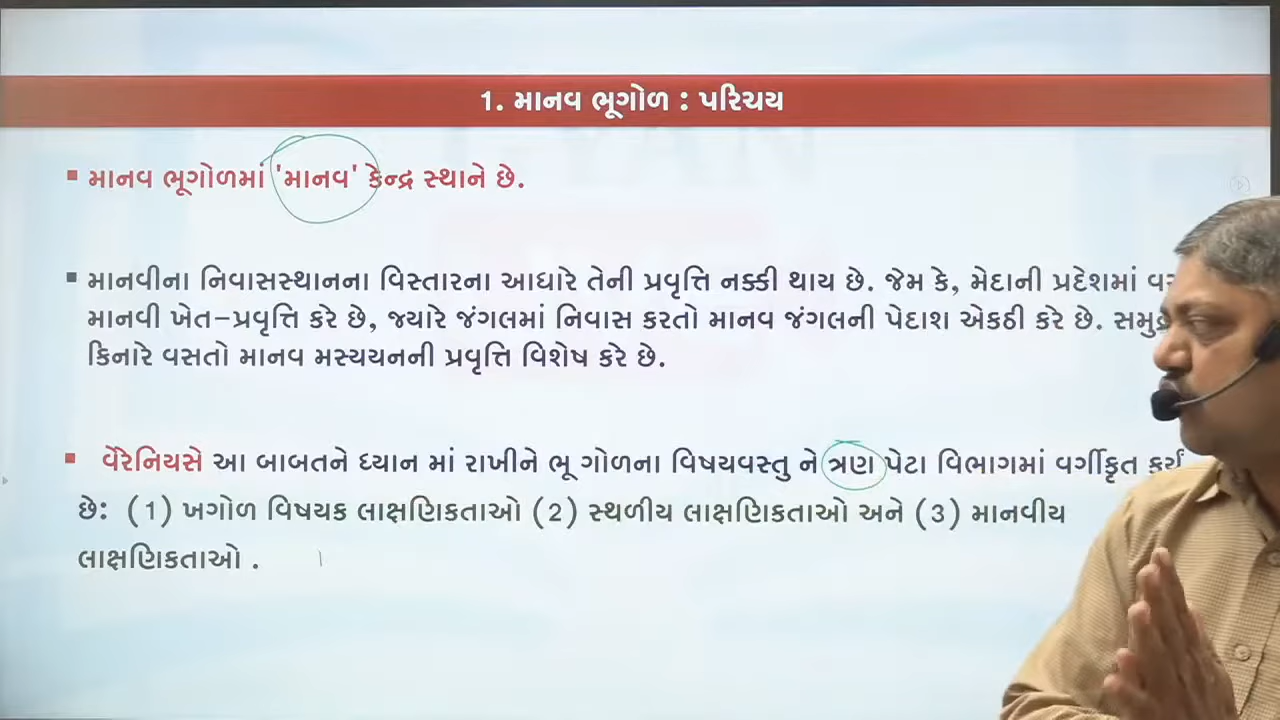 1. માનવ ભૂગોળ : પરિચય
માનવ ભૂગોળમાં 'માનવ' કેન્દ્ર સ્થાને છે.
માનવીના નિવાસસ્થાનના વિસ્તારના આધારે તેની પ્રવૃત્તિ નક્કી થાય છે. જેમ કે, મેદાની પ્રદેશમાં
માનવી ખેત-પ્રવૃત્તિ કરે છે, જ્યારે જંગલમાં નિવાસ કરતો માનવ જંગલની પેદાશ એકઠી કરે છે.
કિનારે વસતો માનવ મસ્ત્યયનની પ્રવૃત્તિ વિશેષ કરે છે.
વેરેનિયસે આ બાબતને ધ્યાન માં રાખીને ભૂ ગોળના વિષયવસ્તુ ને ત્રણ પેટા વિભાગમાં વર્ગીકૃત
છે: (1) ખગોળ વિષયક લાક્ષણિકતાઓ (2) સ્થળીય લાક્ષણિકતાઓ અને (3) માનવીય
લાક્ષણિકતાઓ .